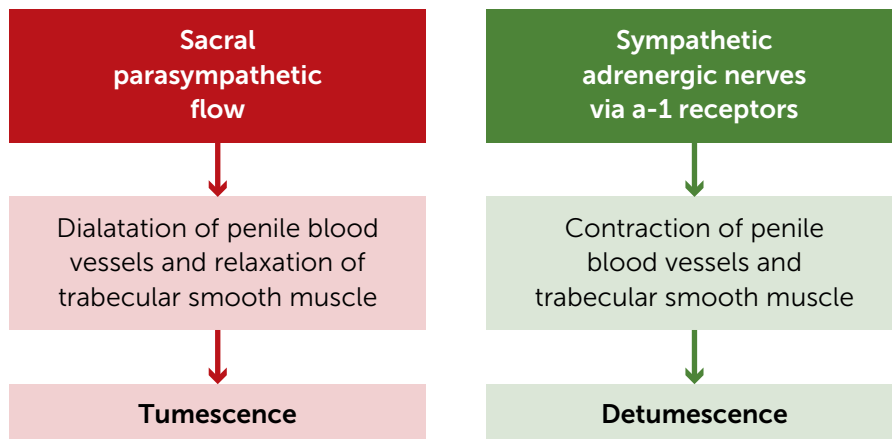 Sacral
parasympathetic
flow
Dialatation of penile blood
vessels and relaxation of
trabecular smooth muscle
Tumescence
Sympathetic
adrenergic nerves
via a-1 receptors
Contraction of penile
blood vessels and
trabecular smooth muscle
Detumescence